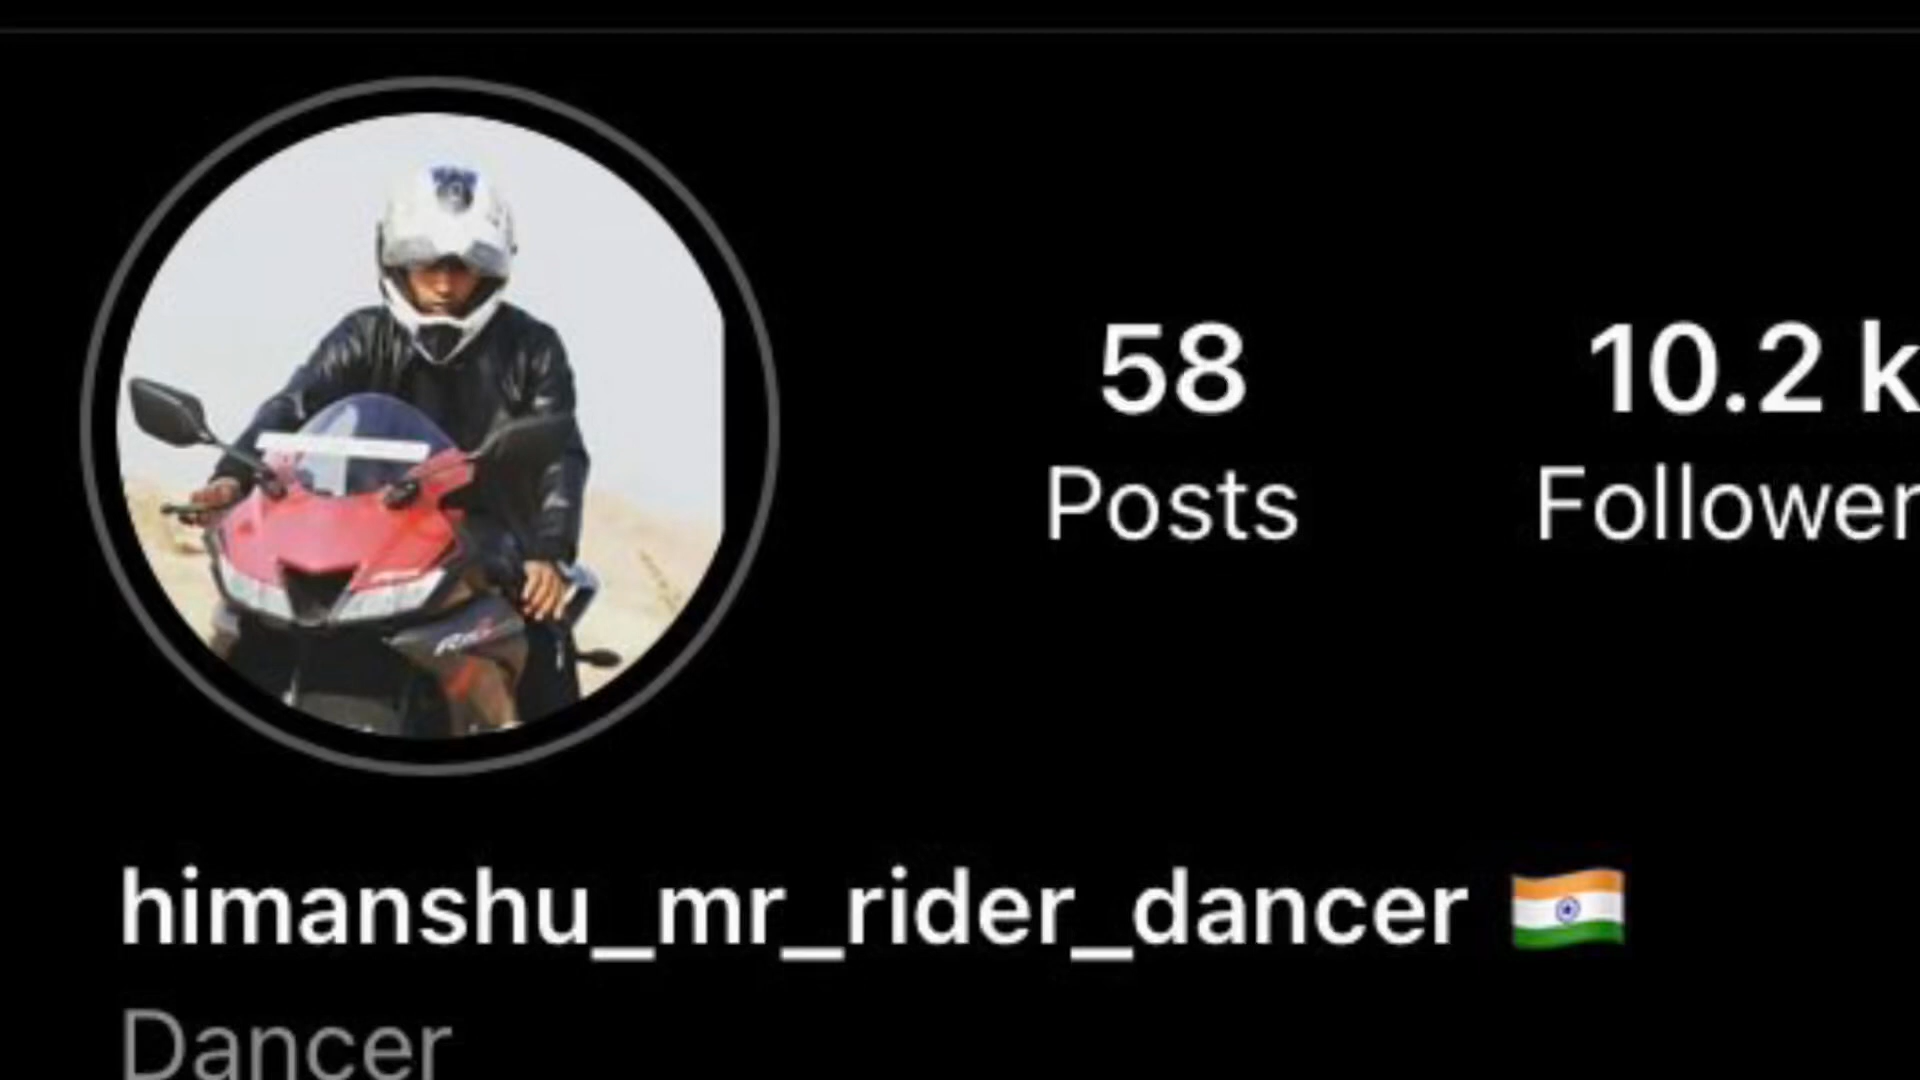 58
Posts
10.2 k
Follower
himanshu_mr_rider_dancer 🇮🇳
Dancer